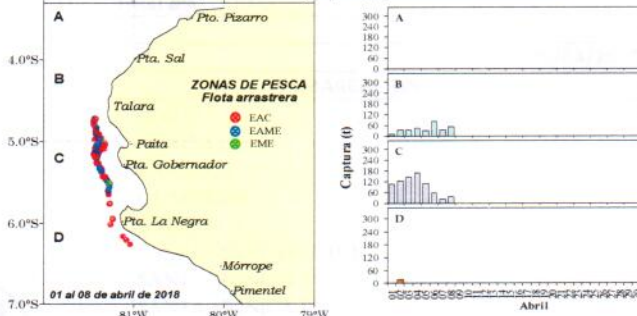 A
B
C
D
4.0°S
5.0°S
6.0°S
7.0°S
Pto. Pizarro
Pta. Sal
Talara
Paita
Pta. Gobernador
Pta. La Negra
Mórrope
Pimentel
ZONAS DE PESCA
Flota arrastrera
EAC
EAME
EME
01 al 08 de abril de 2018
81°W
80°W
79°W
Captura (t)
A
300
240
180
120
60
0
B
300
240
180
120
60
0
C
300
240
180
120
60
0
D
300
240
180
120
60
0
Abril